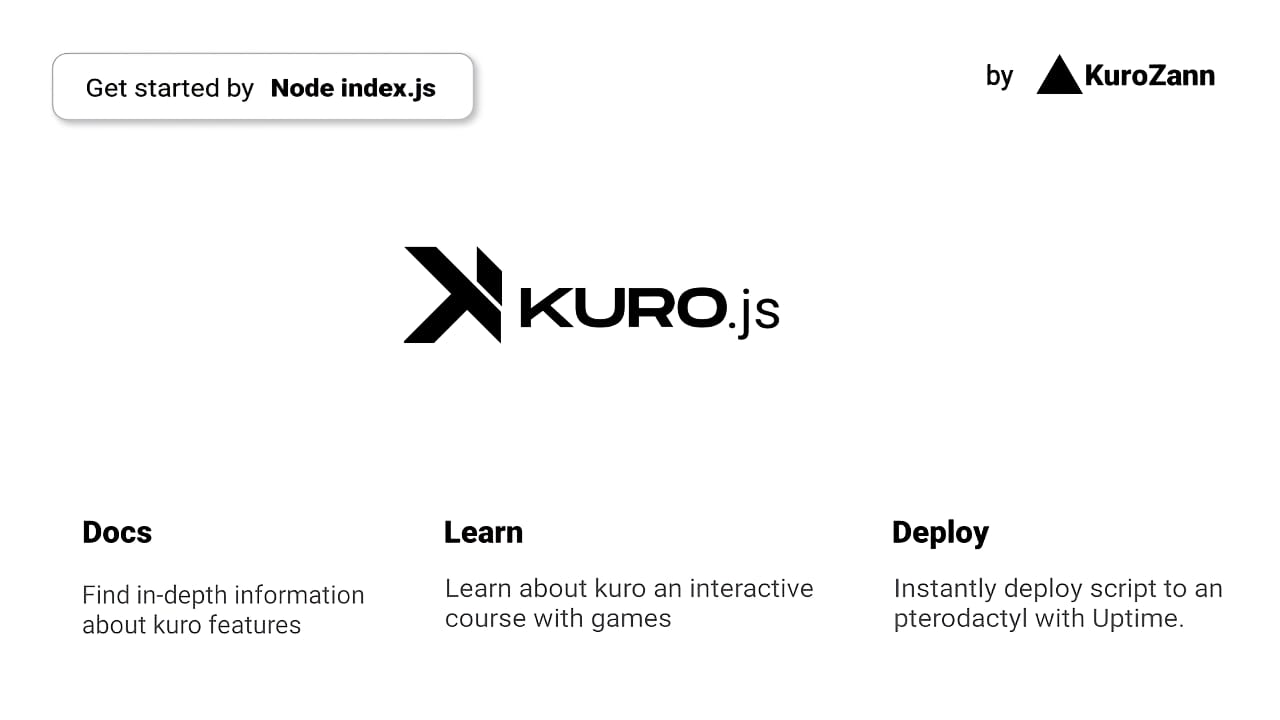 Get started by Node index.js
by KuroZann
KURO.js
Docs
Find in-depth information
about kuro features
Learn
Learn about kuro an interactive
course with games
Deploy
Instantly deploy script to an
pterodactyl with Uptime.